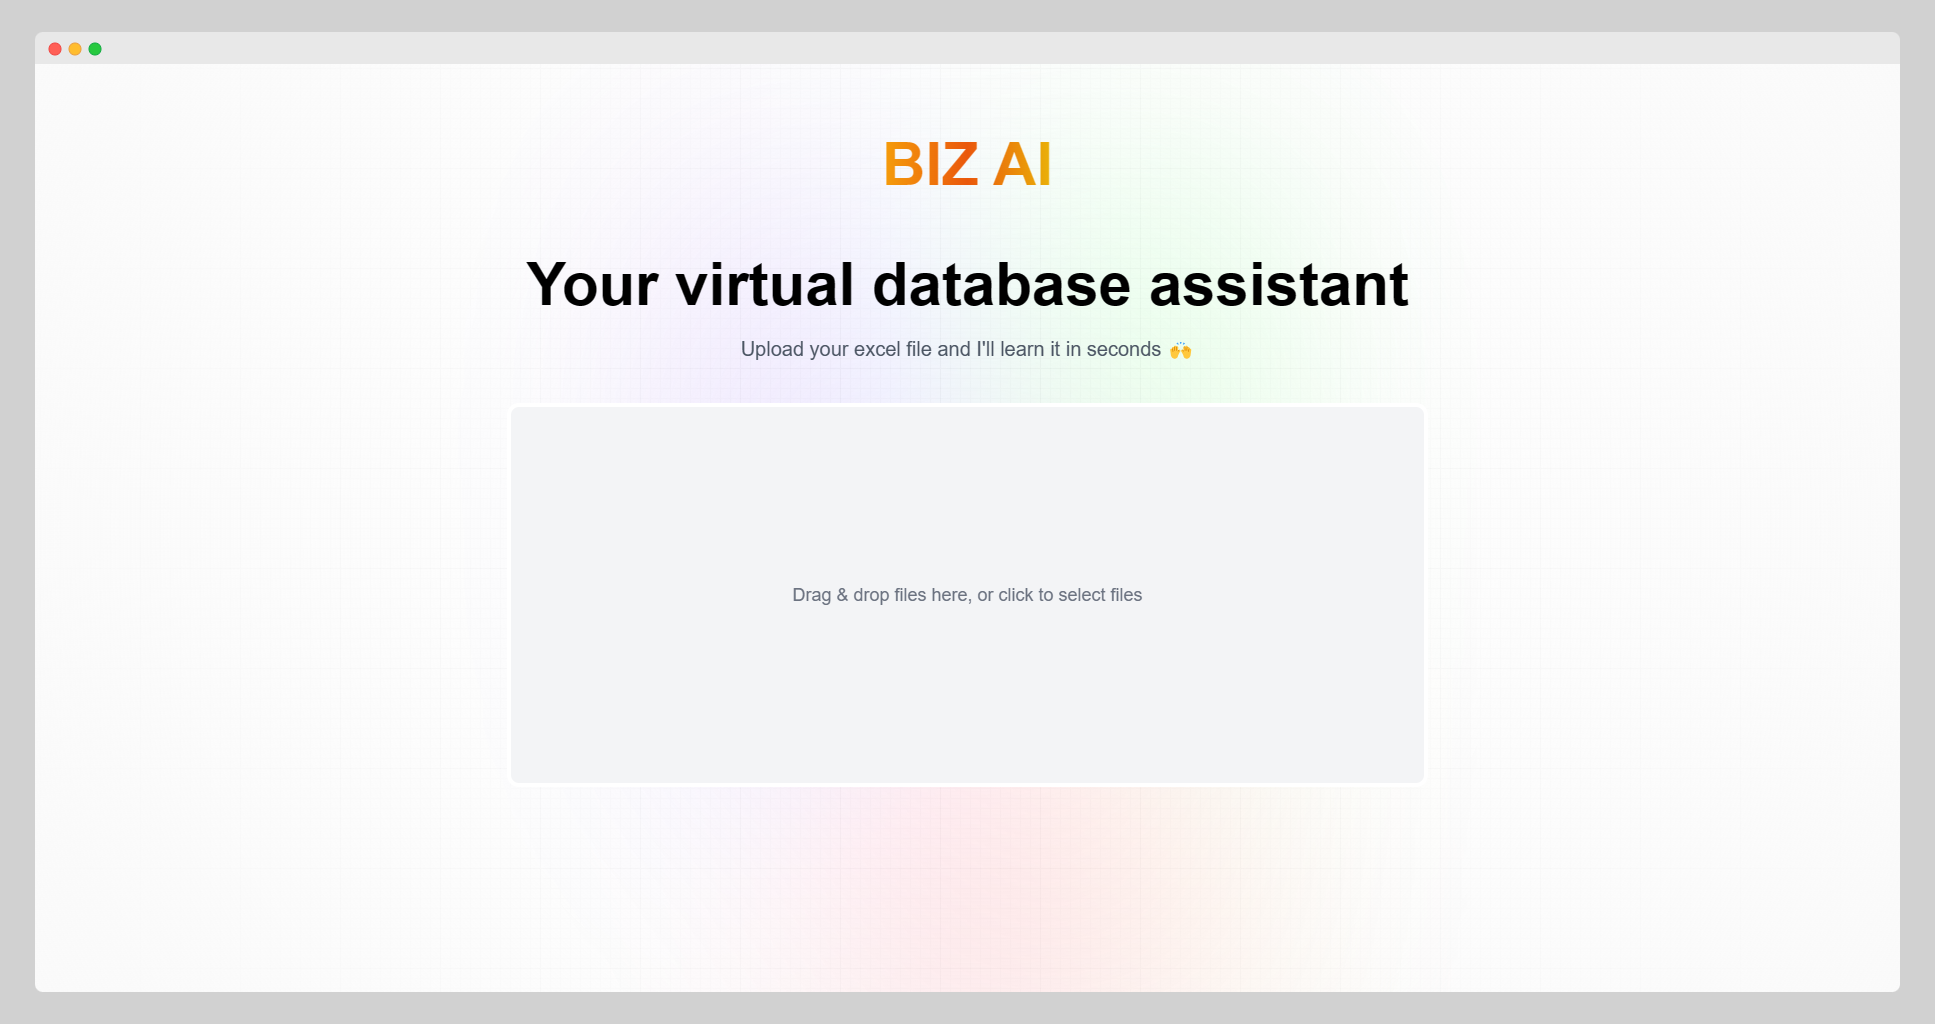 BIZ AI
Your virtual database assistant
Upload your excel file and I'll learn it in seconds 🙌
Drag & drop files here, or click to select files